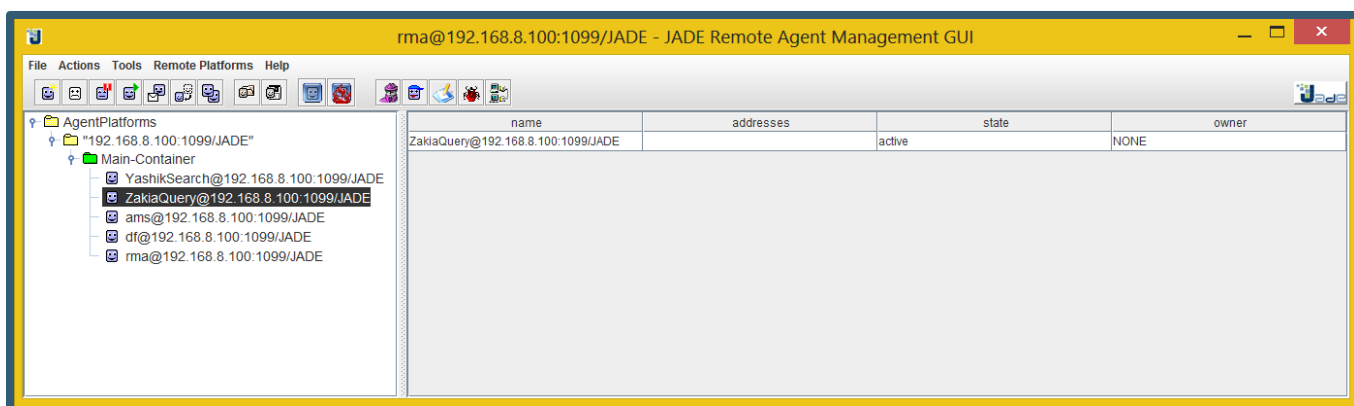 rma@192.168.8.100:1099/JADE - JADE Remote Agent Management GUI
File Actions Tools Remote Platforms Help
Jade
AgentPlatforms
"192.168.8.100:1099/JADE"
Main-Container
YashikSearch@192.168.8.100:1099/JADE
ZakiaQuery@192.168.8.100:1099/JADE
ams@192.168.8.100:1099/JADE
df@192.168.8.100:1099/JADE
rma@192.168.8.100:1099/JADE
name addresses state owner
ZakiaQuery@192.168.8.100:1099/JADE active NONE